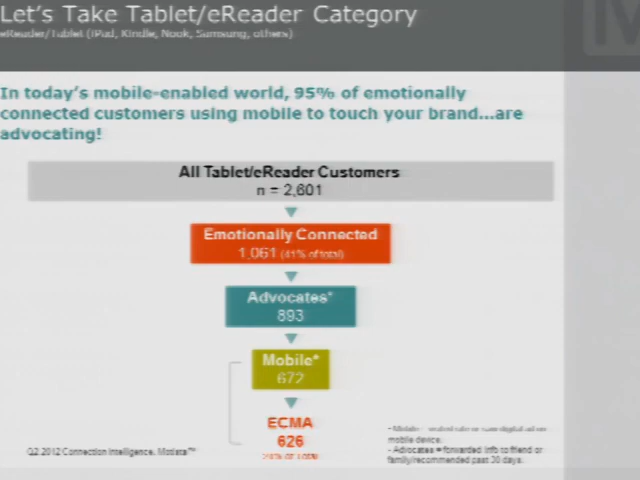 Let's Take Tablet/eReader Category
eReader/Tablet (iPad, Kindle, Nook, Samsung, others)
In today's mobile-enabled world, 95% of emotionally
connected customers using mobile to touch your brand...are
advocating!
All Tablet/eReader Customers
n = 2,601
Emotionally Connected
1,061 (41% of total)
Advocates*
893
Mobile*
672
ECMA
626
of total
Q2 2012 Connection Intelligence,
- Mobile
mobile device.
- Advocates = forwarded info to friend or
family/recommended past 30 days.